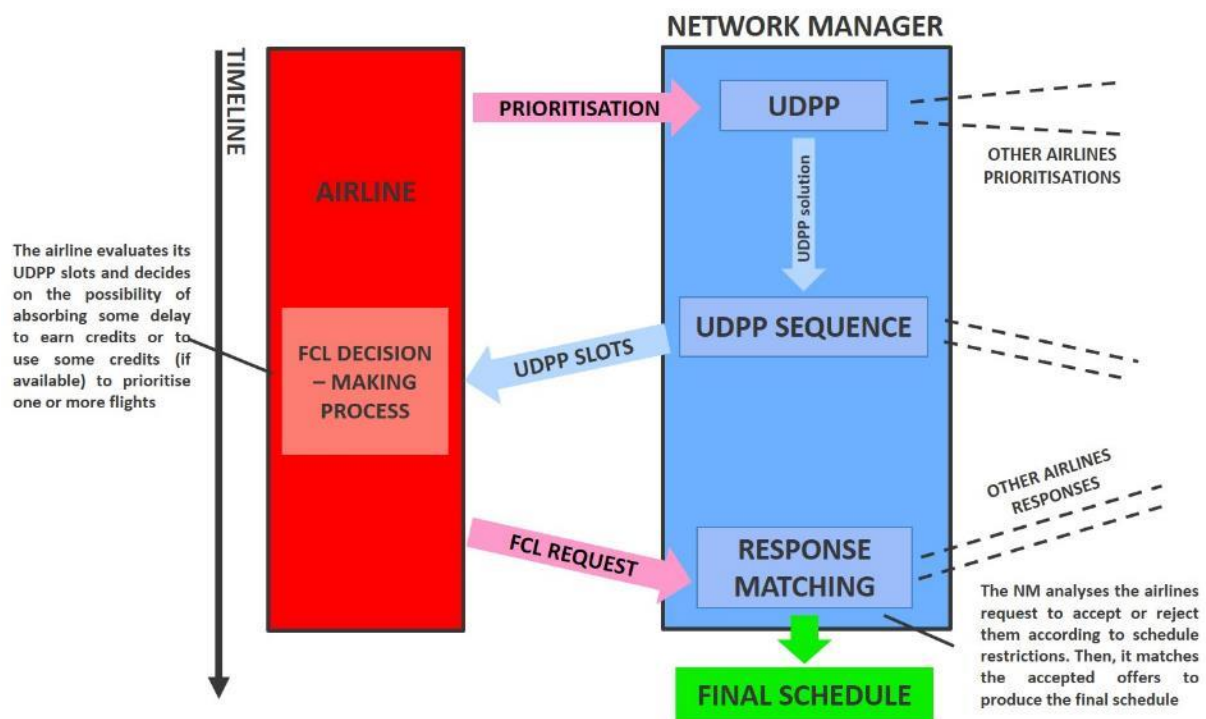 NETWORK MANAGER
TIMELINE
PRIORITISATION
UDPP
OTHER AIRLINES
PRIORITISATIONS
AIRLINE
UDPP solution
The airline evaluates its
UDPP slots and decides
on the possibility of
absorbing some delay
to earn credits or to
use some credits (if
available) to prioritise
one or more flights
FCL DECISION
– MAKING
PROCESS
UDPP SLOTS
UDPP SEQUENCE
FCL REQUEST
RESPONSE
MATCHING
OTHER AIRLINES
RESPONSES
The NM analyses the airlines
request to accept or reject
them according to schedule
restrictions. Then, it matches
the accepted offers to
produce the final schedule
FINAL SCHEDULE